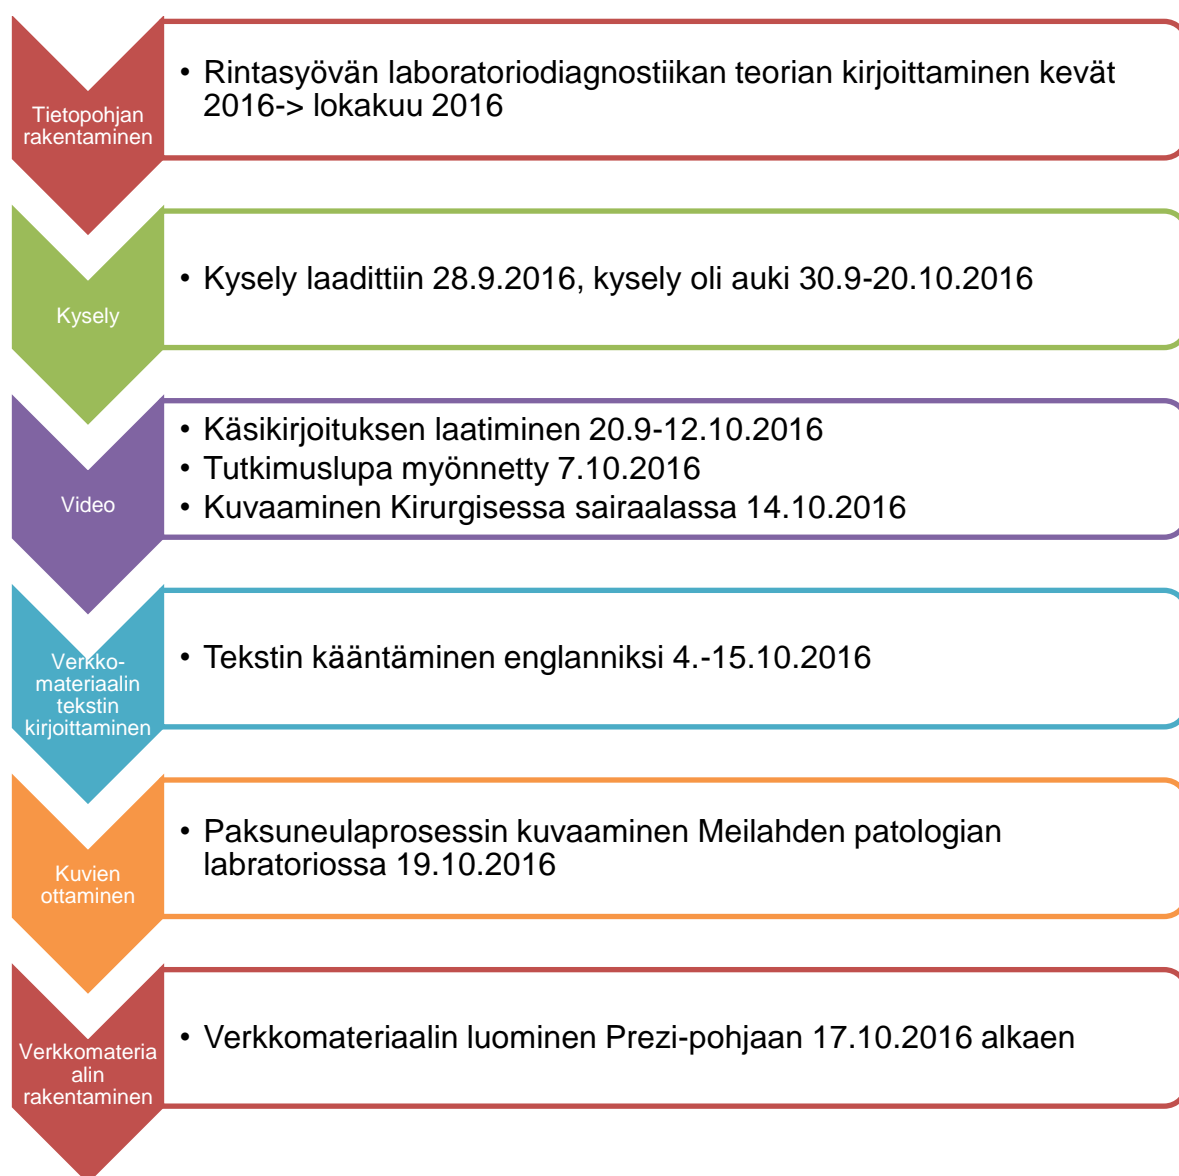 Tietopohjan
rakentaminen
• Rintasyövän laboratoriodiagnostiikan teorian kirjoittaminen kevät
2016-> lokakuu 2016
Kysely
• Kysely laadittiin 28.9.2016, kysely oli auki 30.9-20.10.2016
Video
• Käsikirjoituksen laatiminen 20.9-12.10.2016
• Tutkimuslupa myönnetty 7.10.2016
• Kuvaaminen Kirurgisessa sairaalassa 14.10.2016
Verkko-
materiaalin
tekstin
kirjoittaminen
• Tekstin kääntäminen englanniksi 4.-15.10.2016
Kuvien
ottaminen
• Paksuneulaprosessin kuvaaminen Meilahden patologian
labratoriossa 19.10.2016
Verkkomateria
alin
rakentaminen
• Verkkomateriaalin luominen Prezi-pohjaan 17.10.2016 alkaen